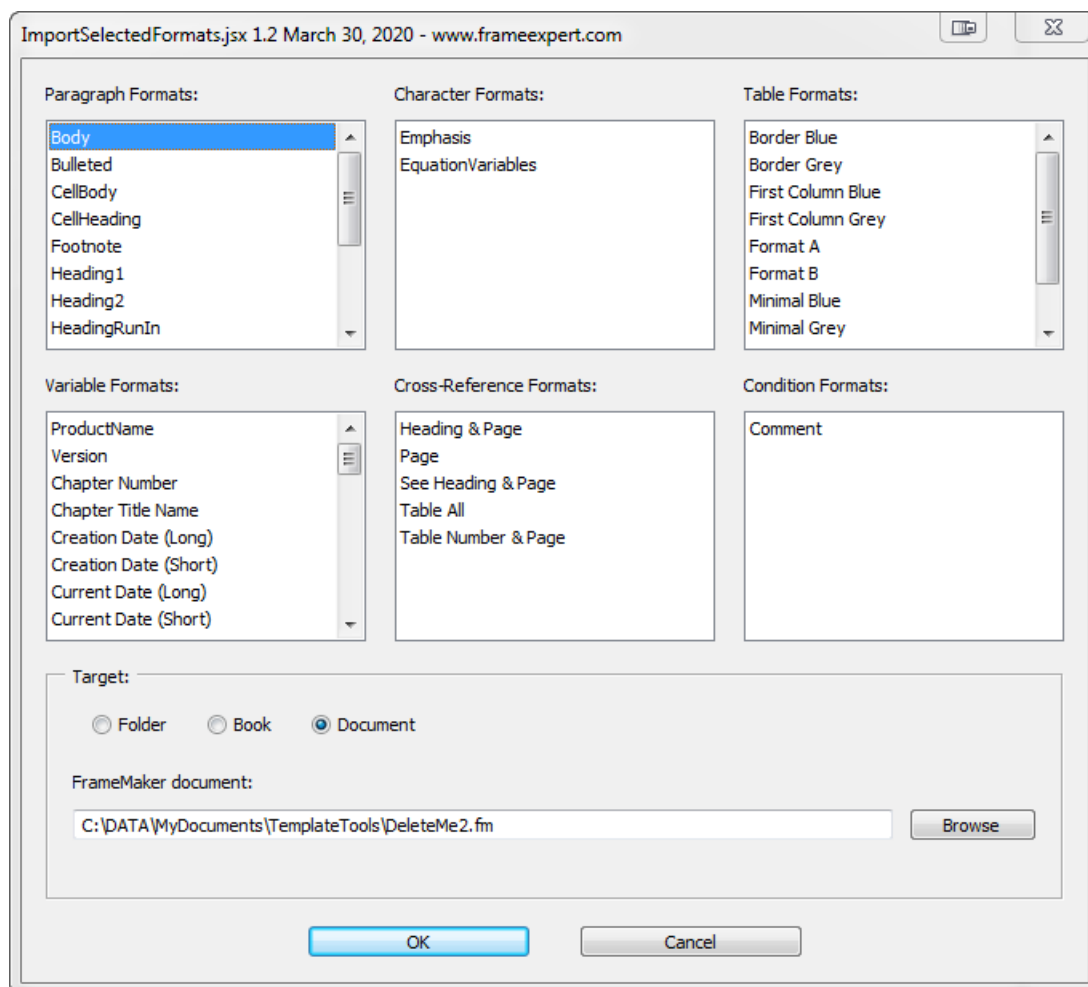 ImportSelectedFormats.jsx 1.2 March 30, 2020 - www.frameexpert.com
Paragraph Formats:
Body
Bulleted
CellBody
CellHeading
Footnote
Heading1
Heading2
HeadingRunIn
Character Formats:
Emphasis
EquationVariables
Table Formats:
Border Blue
Border Grey
First Column Blue
First Column Grey
Format A
Format B
Minimal Blue
Minimal Grey
Variable Formats:
ProductName
Version
Chapter Number
Chapter Title Name
Creation Date (Long)
Creation Date (Short)
Current Date (Long)
Current Date (Short)
Cross-Reference Formats:
Heading & Page
Page
See Heading & Page
Table All
Table Number & Page
Condition Formats:
Comment
Target:
Folder Book Document
FrameMaker document:
C:\DATA\MyDocuments\TemplateTools\DeleteMe2.fm Browse
OK Cancel